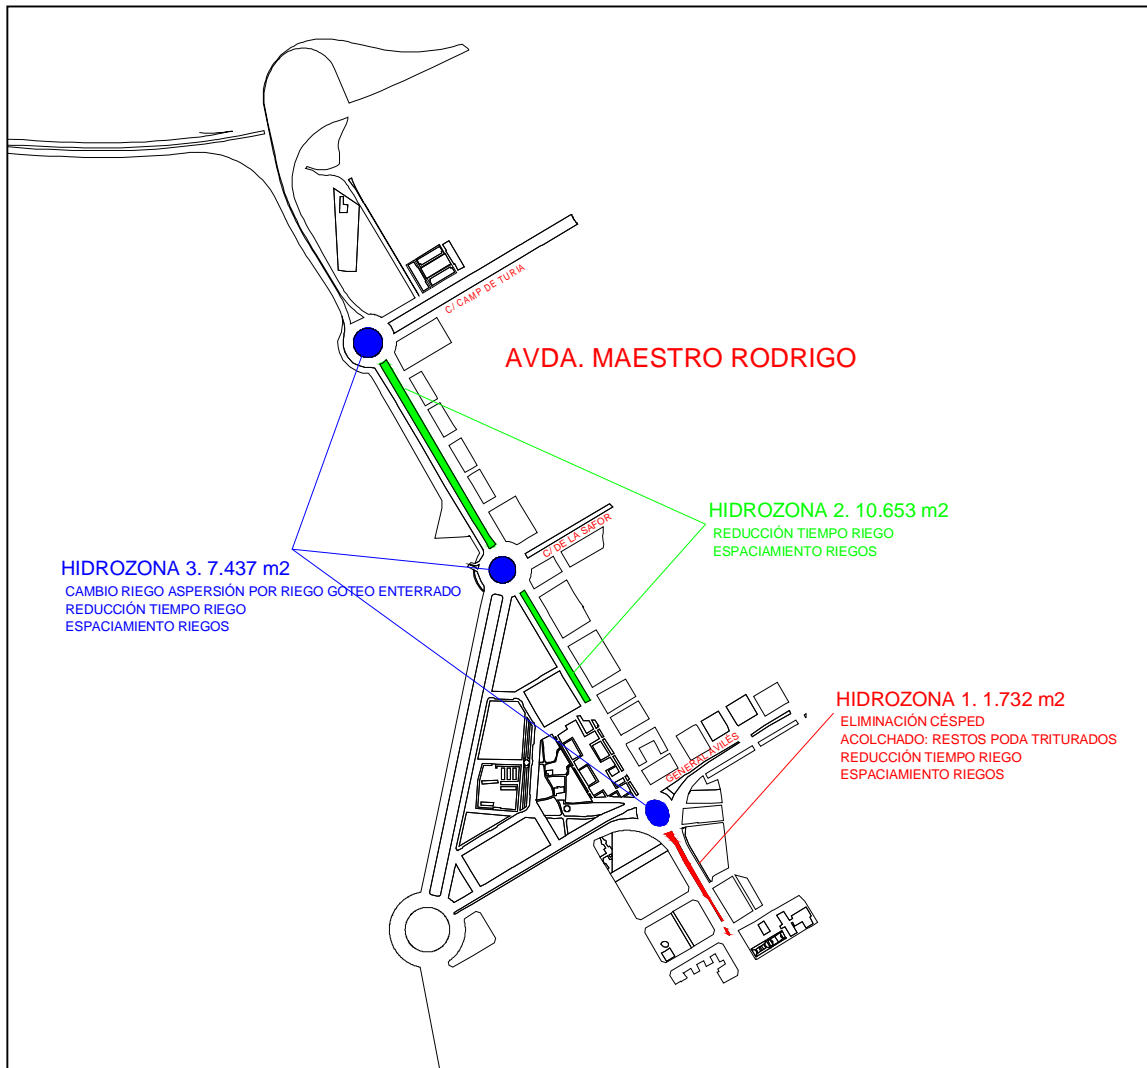 C/ CAMP DE TURIA
AVDA. MAESTRO RODRIGO
HIDROZONA 2. 10.653 m2
REDUCCIÓN TIEMPO RIEGO
ESPACIAMIENTO RIEGOS
C/ DE LA SAFOR
HIDROZONA 3. 7.437 m2
CAMBIO RIEGO ASPERSIÓN POR RIEGO GOTEO ENTERRADO
REDUCCIÓN TIEMPO RIEGO
ESPACIAMIENTO RIEGOS
HIDROZONA 1. 1.732 m2
ELIMINACIÓN CÉSPED
ACOLCHADO: RESTOS PODA TRITURADOS
REDUCCIÓN TIEMPO RIEGO
ESPACIAMIENTO RIEGOS
GENERAL AVILÉS